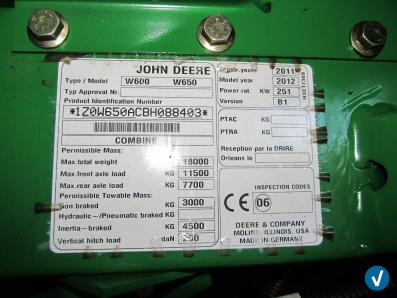 JOHN DEERE
Type / Model W600 W650
Typ Approval Nr.
Product Identification Number
*1Z0W650ACBH088403*
COMBINE
Permissible Mass:
Max.total weight KG 18000
Max.front axle load KG 11500
Max.rear axle load KG 7700
Permissible Towable Mass:
Non braked KG 3000
Hydraulic-/Pneumatic braked KG
Inertia-braked KG 4500
Vertical hitch load daN
2011
Model year 2012
Power rat. KW 251
Version B1
PTAC KG
PTRA KG
Reception par la DRIRE
Orleans le
INSPECTION CODES
CE 06
DEERE & COMPANY
MOLINE, ILLINOIS, USA
MADE IN GERMANY